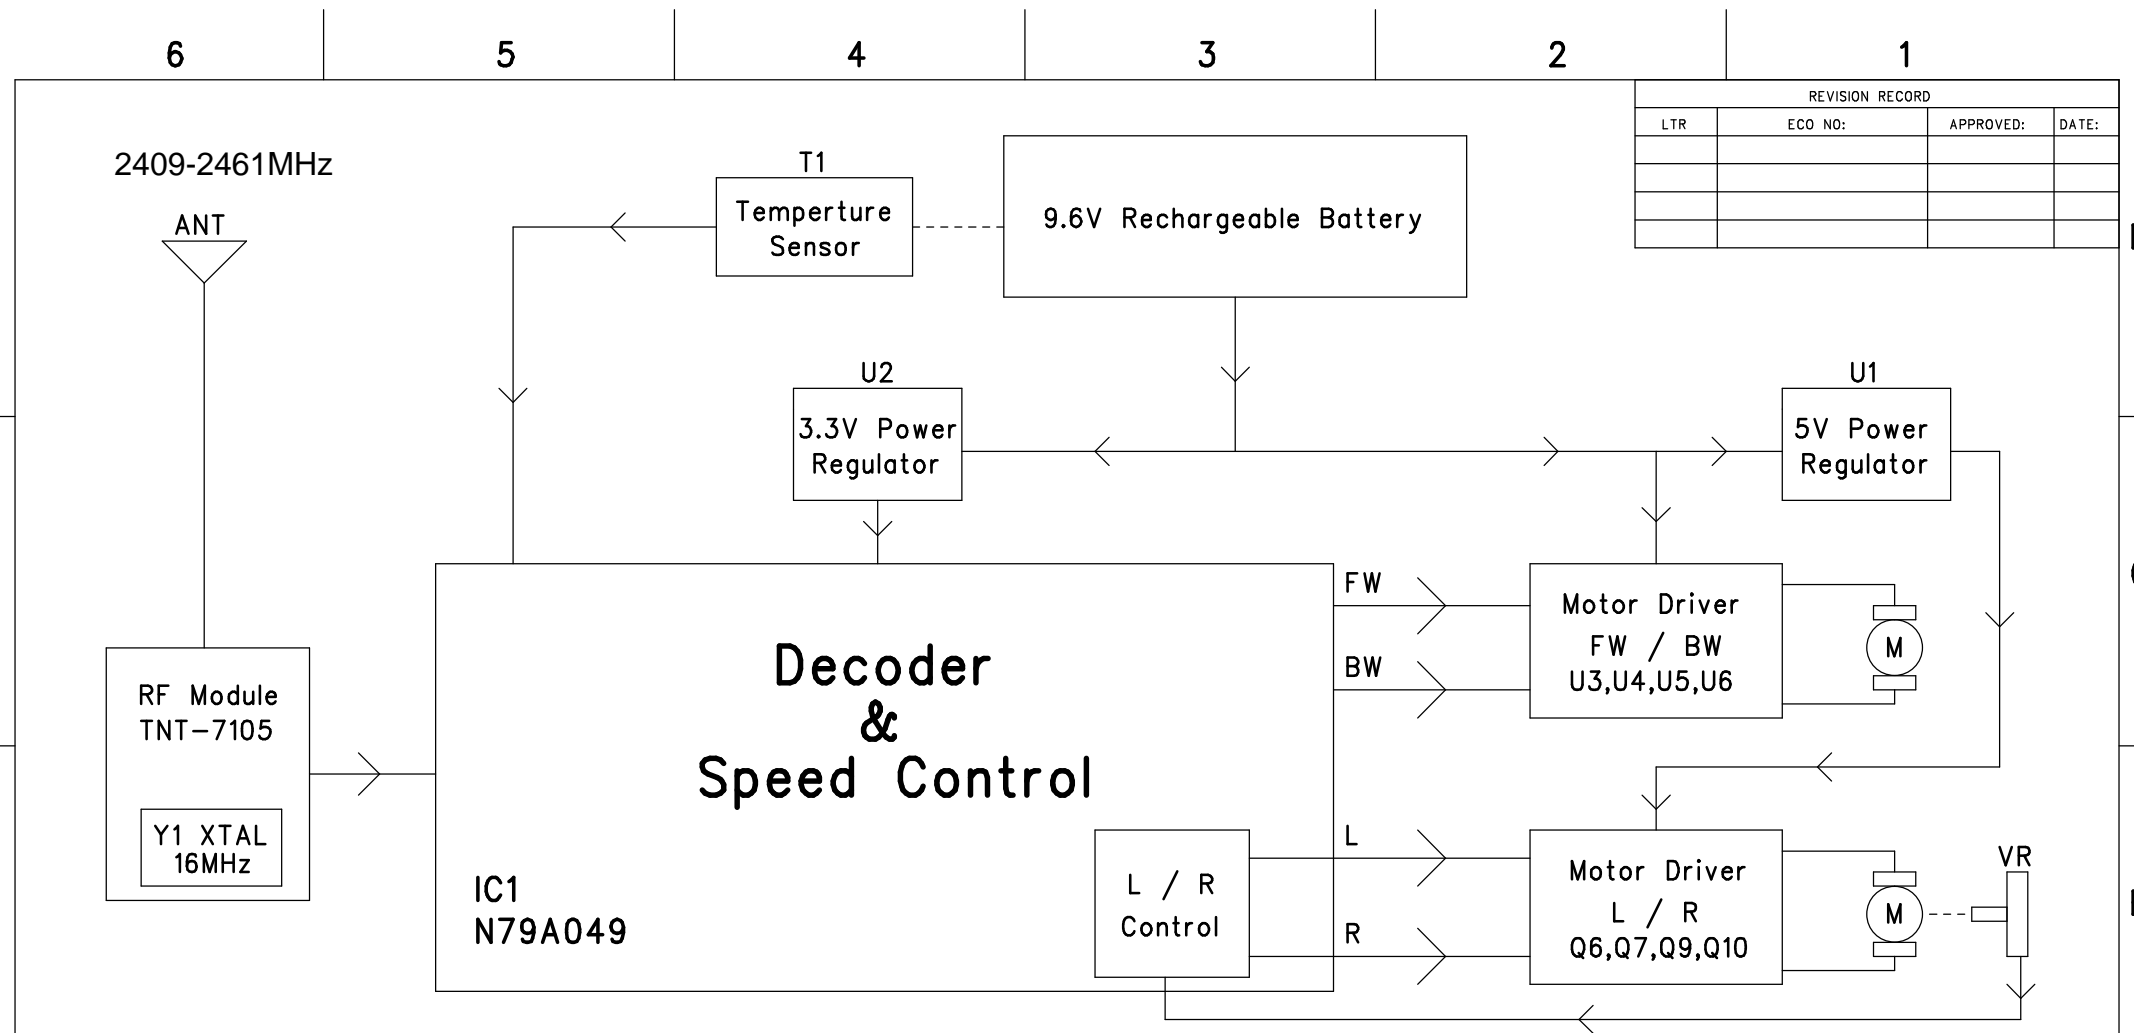 6 5 4 3 2 1
REVISION RECORD
LTR ECO NO: APPROVED: DATE:
2409-2461MHz
ANT
T1
Temperture
Sensor
9.6V Rechargeable Battery
U2
3.3V Power
Regulator
U1
5V Power
Regulator
FW
BW
Motor Driver
FW / BW
U3,U4,U5,U6
M
RF Module
TNT-7105
Y1 XTAL
16MHz
Decoder
&
Speed Control
IC1
N79A049
L / R
Control
L
R
Motor Driver
L / R
Q6,Q7,Q9,Q10
M
VR